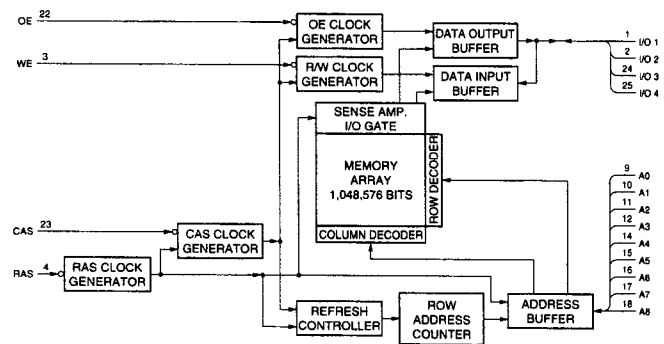 OE 22
OE CLOCK
GENERATOR
DATA OUTPUT
BUFFER
1 I/O 1
2 I/O 2
24 I/O 3
25 I/O 4
WE 3
R/W CLOCK
GENERATOR
DATA INPUT
BUFFER
SENSE AMP.
I/O GATE
MEMORY
ARRAY
1,048,576 BITS
ROW DECODER
COLUMN DECODER
9 A0
10 A1
11 A2
12 A3
14 A4
15 A5
16 A6
17 A7
18 A8
CAS 23
CAS CLOCK
GENERATOR
RAS 4
RAS CLOCK
GENERATOR
REFRESH
CONTROLLER
ROW
ADDRESS
COUNTER
ADDRESS
BUFFER